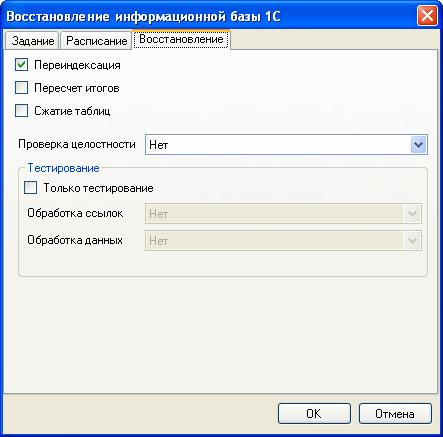 Восстановление информационной базы 1С
Задание Расписание Восстановление
Переиндексация
Пересчет итогов
Сжатие таблиц
Проверка целостности Нет
Тестирование
Только тестирование
Обработка ссылок Нет
Обработка данных Нет
OK Отмена